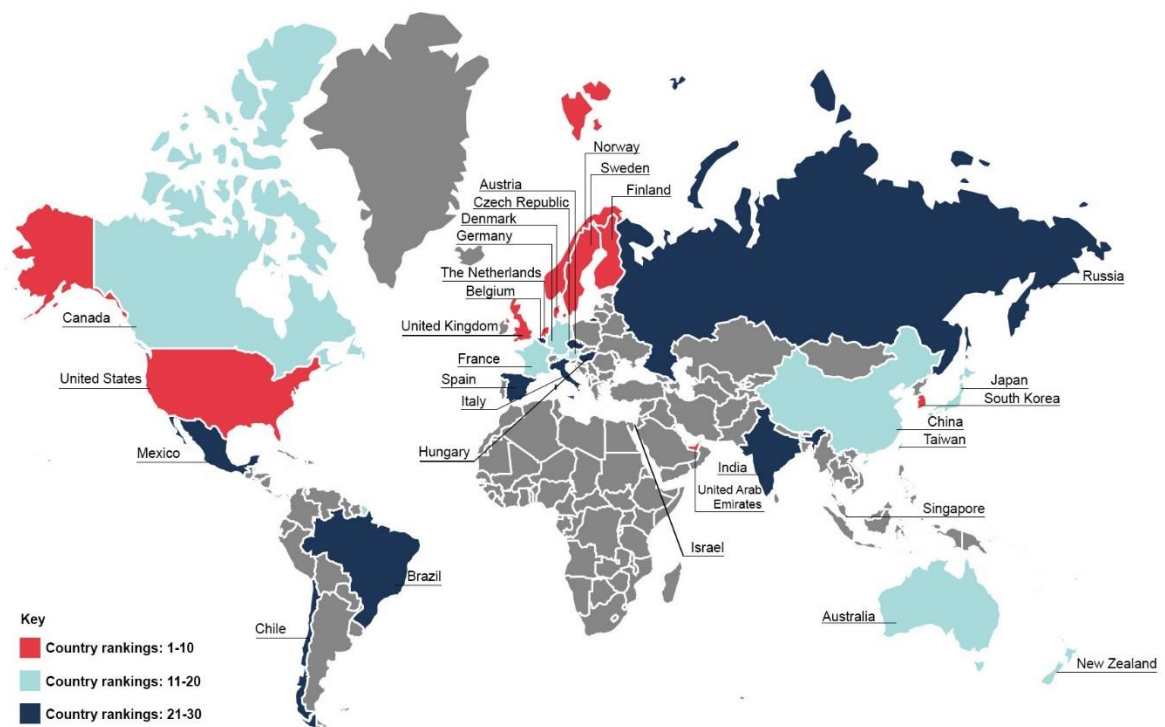 Norway
Sweden
Austria
Finland
Czech Republic
Denmark
Germany
The Netherlands
Belgium
Russia
Canada
United Kingdom
France
United States
Spain
Japan
Italy
South Korea
China
Taiwan
Mexico
Hungary
India
United Arab
Emirates
Singapore
Israel
Brazil
Australia
Key
Chile
Country rankings: 1-10
New Zealand
Country rankings: 11-20
Country rankings: 21-30